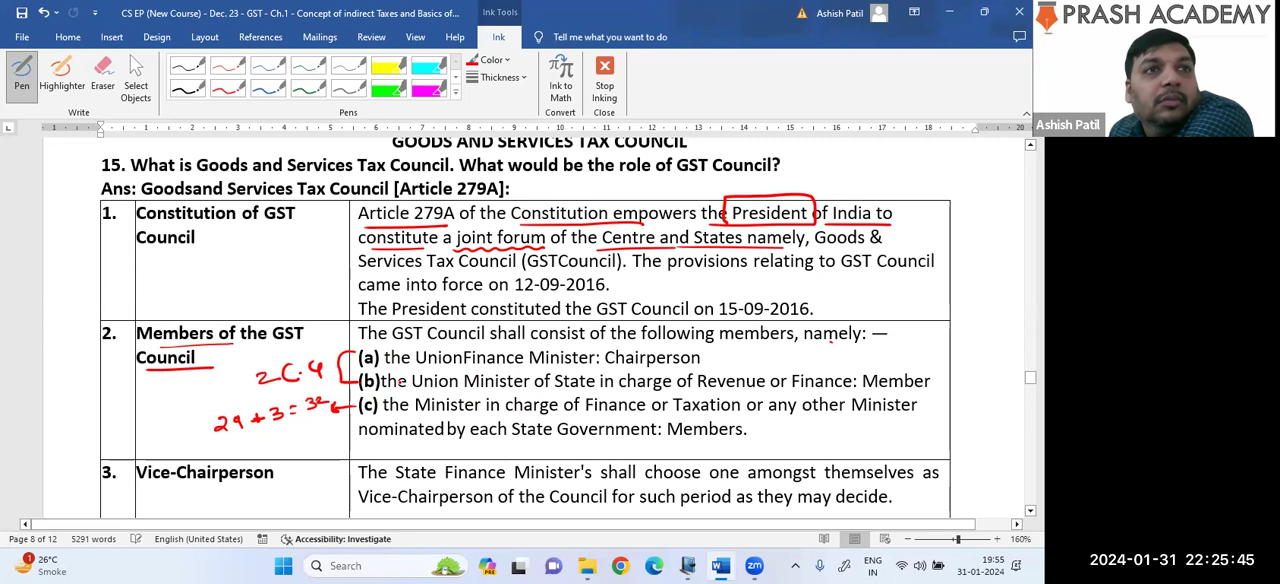 CS EP (New Course) - Dec. 23 - GST - Ch.1 - Concept of indirect Taxes and Basics of...
Ink Tools
Ashish Patil
PRASH ACADEMY
File Home Insert Design Layout References Mailings Review View Help Ink Tell me what you want to do
Pen Highlighter Eraser Select Objects
Color
Thickness
Ink to Math
Stop Inking
Write Pens Convert Close
Ashish Patil
GOODS AND SERVICES TAX COUNCIL
15. What is Goods and Services Tax Council. What would be the role of GST Council?
Ans: Goodsand Services Tax Council [Article 279A]:
1. Constitution of GST Council
Article 279A of the Constitution empowers the President of India to
constitute a joint forum of the Centre and States namely, Goods &
Services Tax Council (GSTCouncil). The provisions relating to GST Council
came into force on 12-09-2016.
The President constituted the GST Council on 15-09-2016.
2. Members of the GST Council
The GST Council shall consist of the following members, namely: —
(a) the UnionFinance Minister: Chairperson
(b)the Union Minister of State in charge of Revenue or Finance: Member
(c) the Minister in charge of Finance or Taxation or any other Minister
nominated by each State Government: Members.
29 + 3 = 32
3. Vice-Chairperson
The State Finance Minister's shall choose one amongst themselves as
Vice-Chairperson of the Council for such period as they may decide.
Page 8 of 12 5291 words English (United States) Accessibility: Investigate 160%
26°C
Smoke
Search
ENG
IN
19:55
31-01-2024
2024-01-31 22:25:45